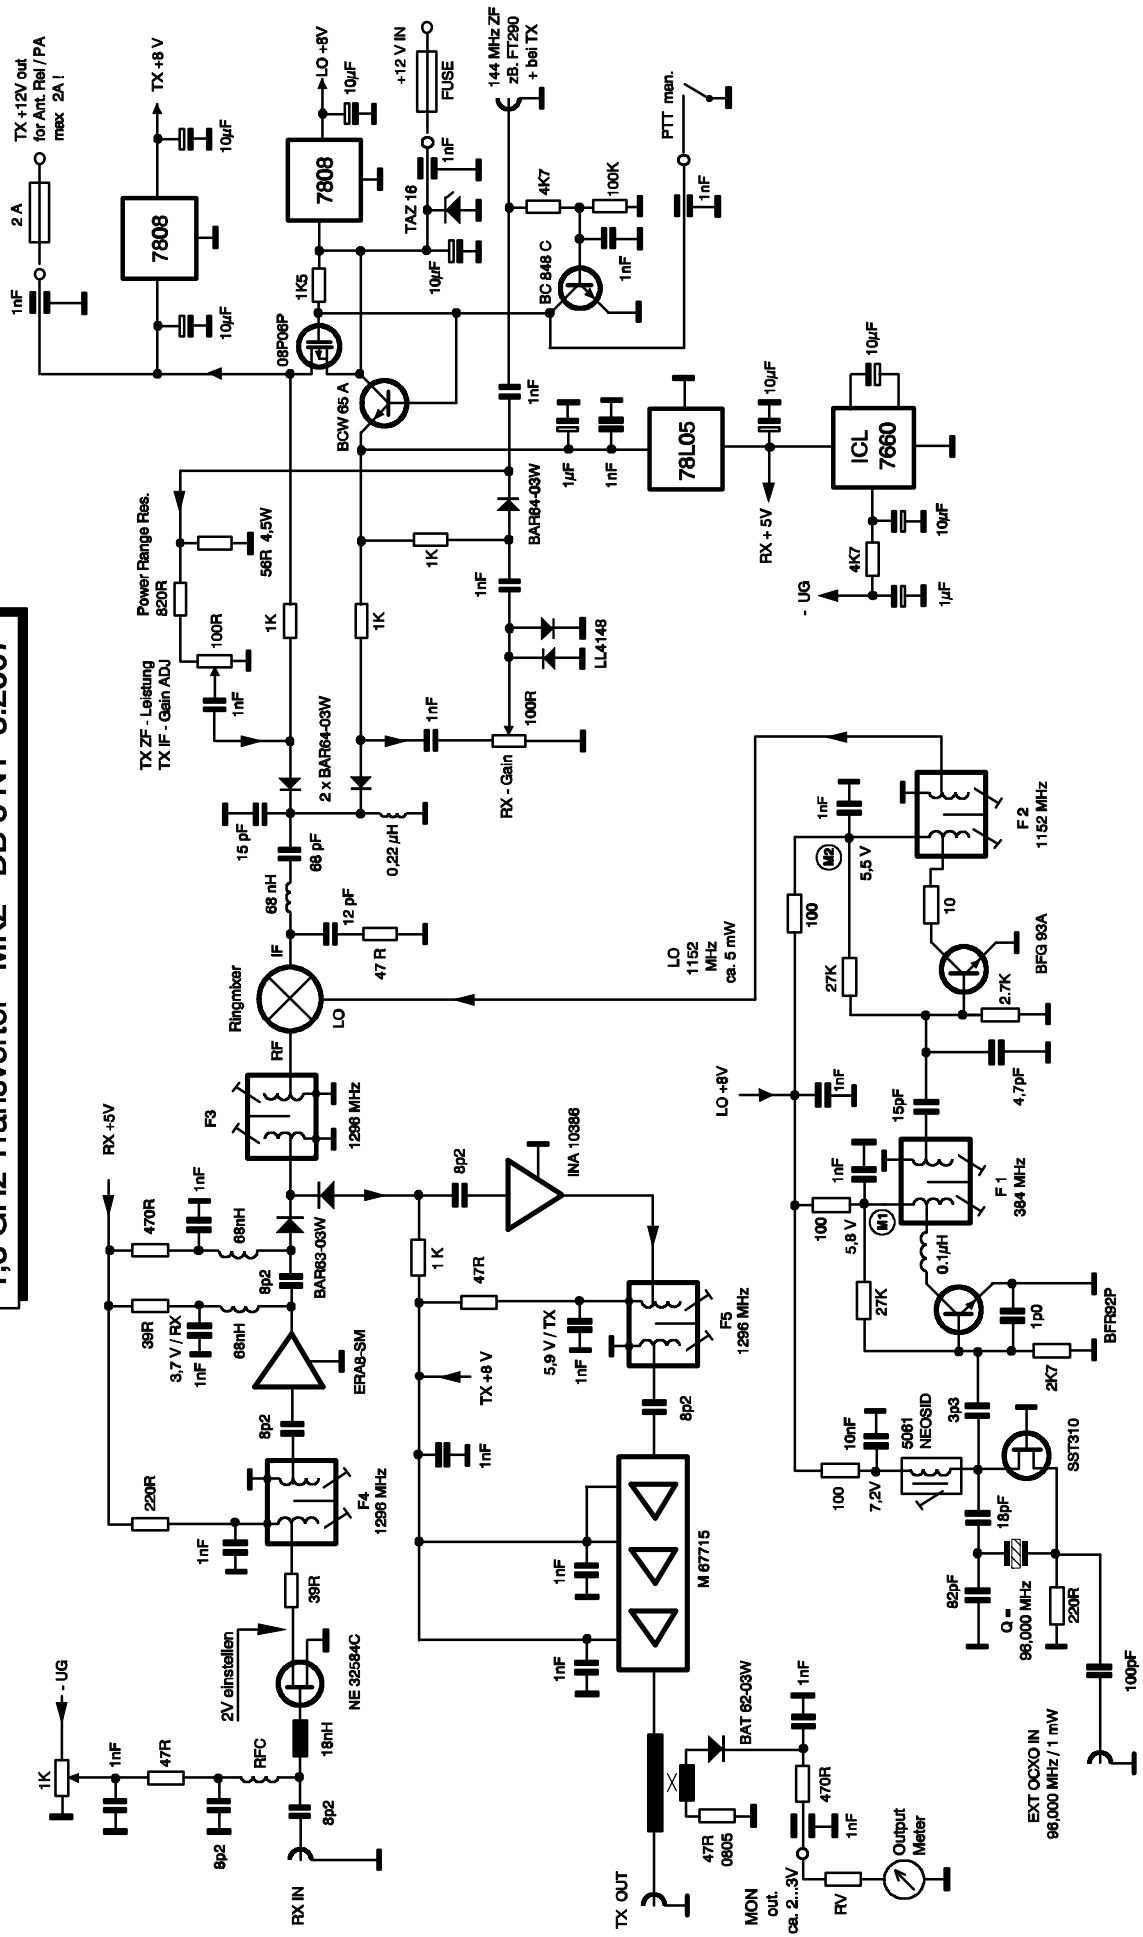 RX IN
8p2
1K
- UG
1nF
47R
8p2
RFC
18nH
2V einstellen
NE 32584C
39R
1nF
220R
F4
1296 MHz
8p2
ERA8-SM
39R
3,7 V / RX
1nF
68nH
470R
1nF
68nH
8p2
BAR63-03W
RX +5V
F3
1296 MHz
RF
Ringmixer
LO
IF
12 pF
47 R
68 nH
68 pF
15 pF
0,22 µH
2 x BAR64-03W
TX ZF - Leistung
TX IF - Gain ADJ
1nF
100R
Power Range Res.
820R
56R 4,5W
1K
1K
1K
1nF
RX - Gain
100R
LL4148
1nF
BAR64-03W
1nF
BCW 65 A
08P06P
1K5
1nF
2 A
TX +12V out
for Ant. Rel / PA
max 2A !
10µF
7808
10µF
TX +8 V
7808
LO +8V
10µF
10µF
TAZ 16
1nF
FUSE
+12 V IN
144 MHz ZF
zB. FT290
+ bei TX
4K7
100K
BC 848 C
1nF
1nF
PTT man.
1µF
1nF
78L05
RX + 5V
10µF
ICL
7660
10µF
4K7
10µF
- UG
1µF
8p2
INA 10386
1 K
47R
5,9 V / TX
1nF
TX +8 V
1nF
F5
1296 MHz
8p2
M 67715
1nF
1nF
TX OUT
47R
0805
BAT 62-03W
1nF
470R
1nF
MON
out.
ca. 2...3V
RV
Output
Meter
EXT OCXO IN
96,000 MHz / 1 mW
100pF
220R
Q =
96,000 MHz
82pF
18pF
SST310
3p3
5061
NEOSID
10nF
7,2V
100
2K7
1p0
BFR92P
27K
0.1µH
5,8 V
M1
100
1nF
F 1
384 MHz
15pF
4,7pF
LO +8V
1nF
2.7K
27K
BFG 93A
10
100
M2
5,5 V
1nF
F 2
1152 MHz
LO
1152
MHz
ca. 5 mW